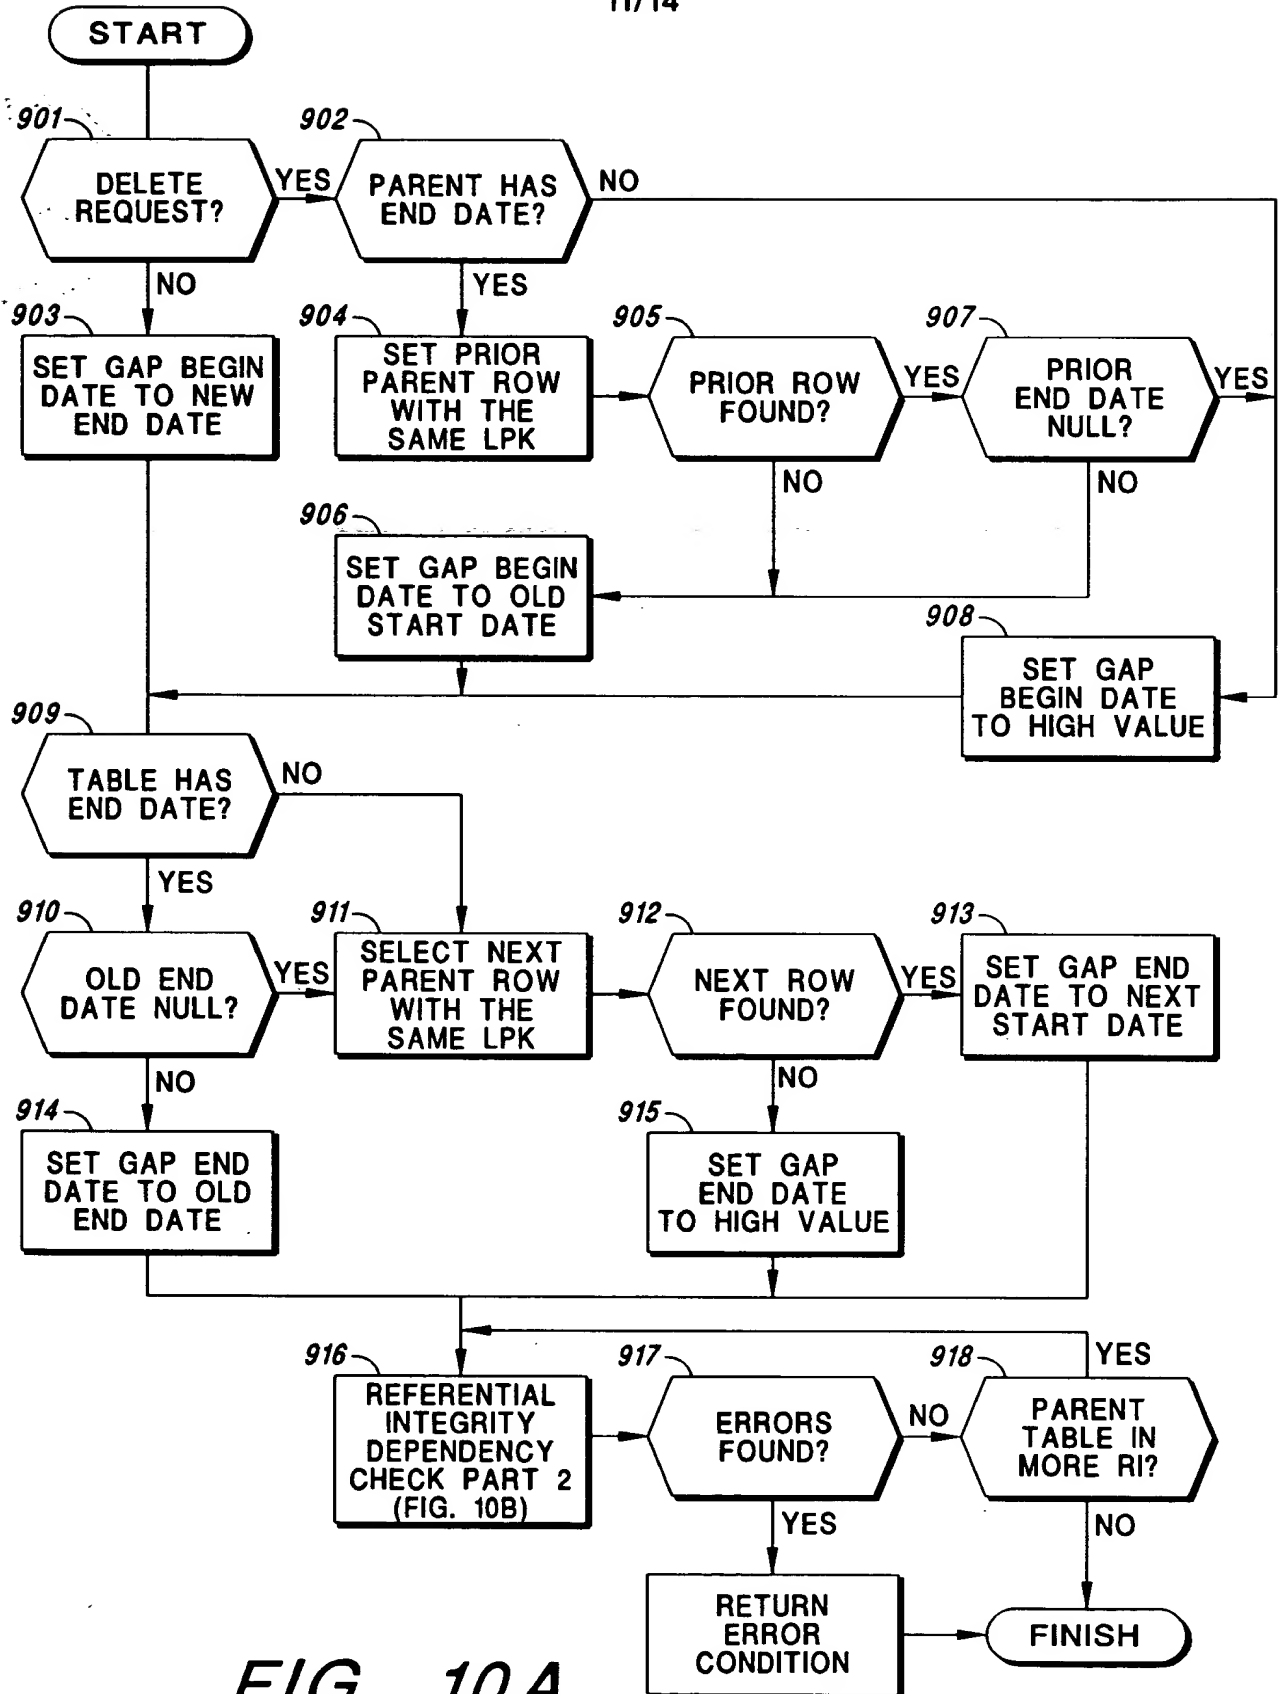 11/14
START
901
DELETE
REQUEST?
YES
NO
902
PARENT HAS
END DATE?
NO
YES
903
SET GAP BEGIN
DATE TO NEW
END DATE
904
SET PRIOR
PARENT ROW
WITH THE
SAME LPK
905
PRIOR ROW
FOUND?
YES
NO
907
PRIOR
END DATE
NULL?
YES
NO
906
SET GAP BEGIN
DATE TO OLD
START DATE
908
SET GAP
BEGIN DATE
TO HIGH VALUE
909
TABLE HAS
END DATE?
NO
YES
910
OLD END
DATE NULL?
YES
NO
911
SELECT NEXT
PARENT ROW
WITH THE
SAME LPK
912
NEXT ROW
FOUND?
YES
NO
913
SET GAP END
DATE TO NEXT
START DATE
914
SET GAP END
DATE TO OLD
END DATE
915
SET GAP
END DATE
TO HIGH VALUE
916
REFERENTIAL
INTEGRITY
DEPENDENCY
CHECK PART 2
(FIG. 10B)
917
ERRORS
FOUND?
NO
YES
918
PARENT
TABLE IN
MORE RI?
YES
NO
RETURN
ERROR
CONDITION
FINISH
FIG. 10A